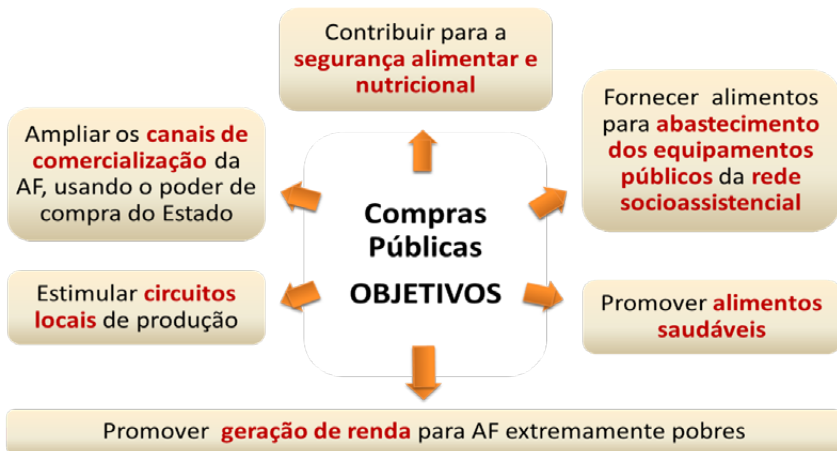 Contribuir para a
segurança alimentar e
nutricional
Ampliar os canais de
comercialização da
AF, usando o poder de
compra do Estado
Fornecer alimentos
para abastecimento
dos equipamentos
públicos da rede
socioassistencial
Compras
Públicas
OBJETIVOS
Estimular circuitos
locais de produção
Promover alimentos
saudáveis
Promover geração de renda para AF extremamente pobres